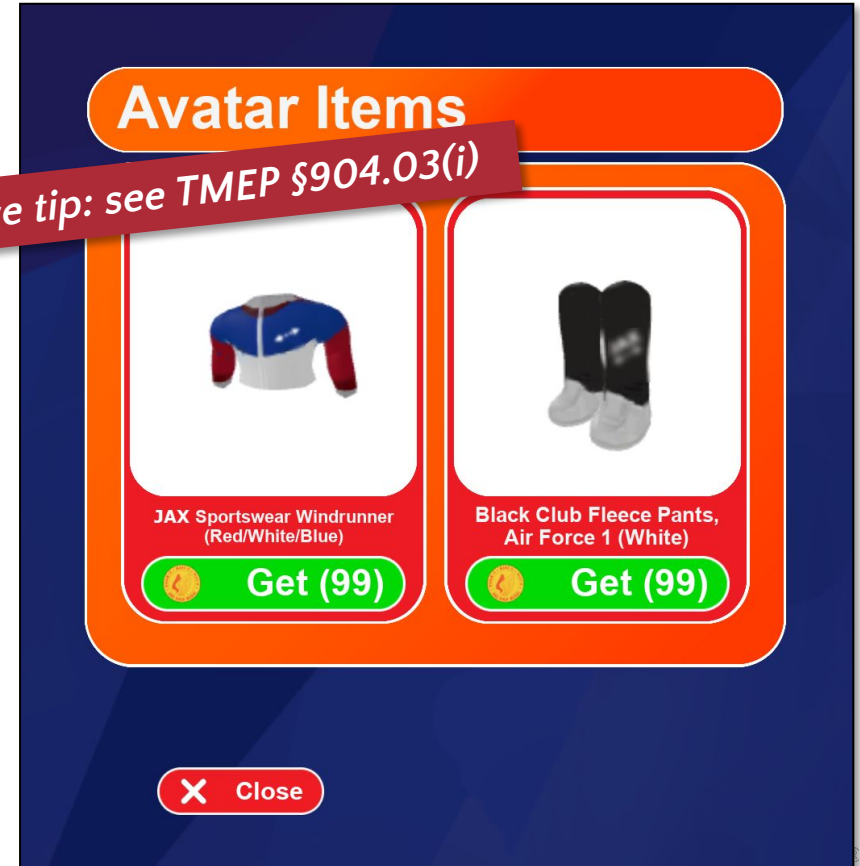 Avatar Items
e tip: see TMEP §904.03(i)
JAX Sportswear Windrunner
(Red/White/Blue)
Get (99)
Black Club Fleece Pants,
Air Force 1 (White)
Get (99)
Close